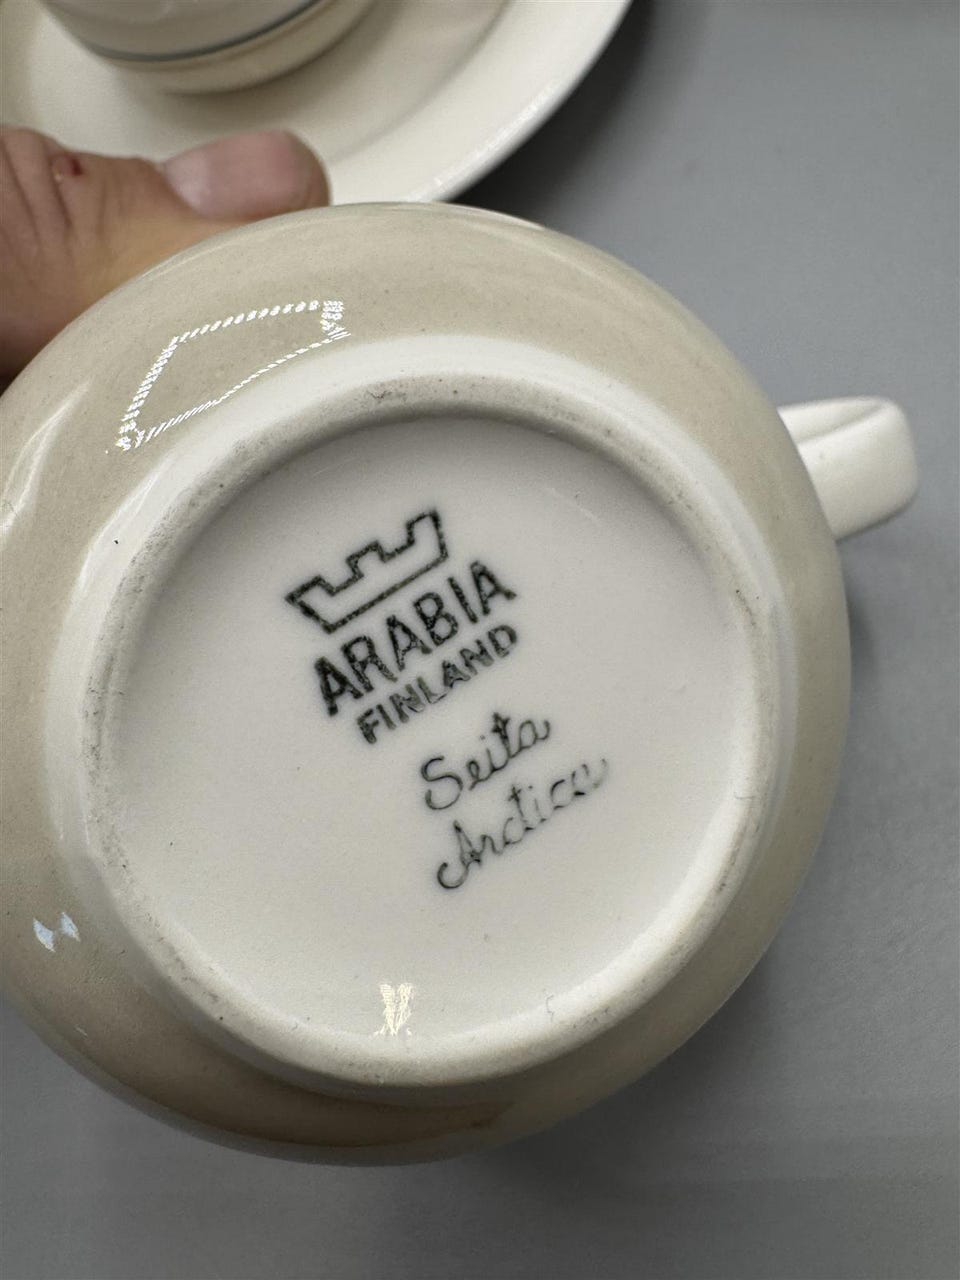 ARABIA
FINLAND
Seita
Arctica